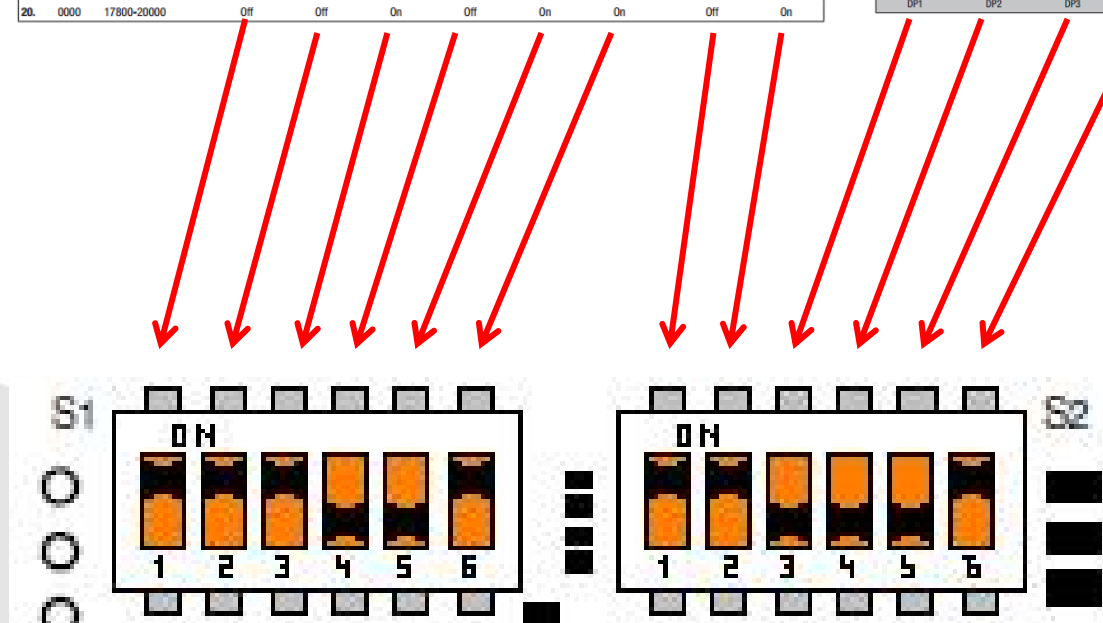 DP1 DP2 DP3
20. 0000 17800-20000 Off Off On Off On On Off On
S1 S2
ON ON
1 2 3 4 5 6 1 2 3 4 5 6